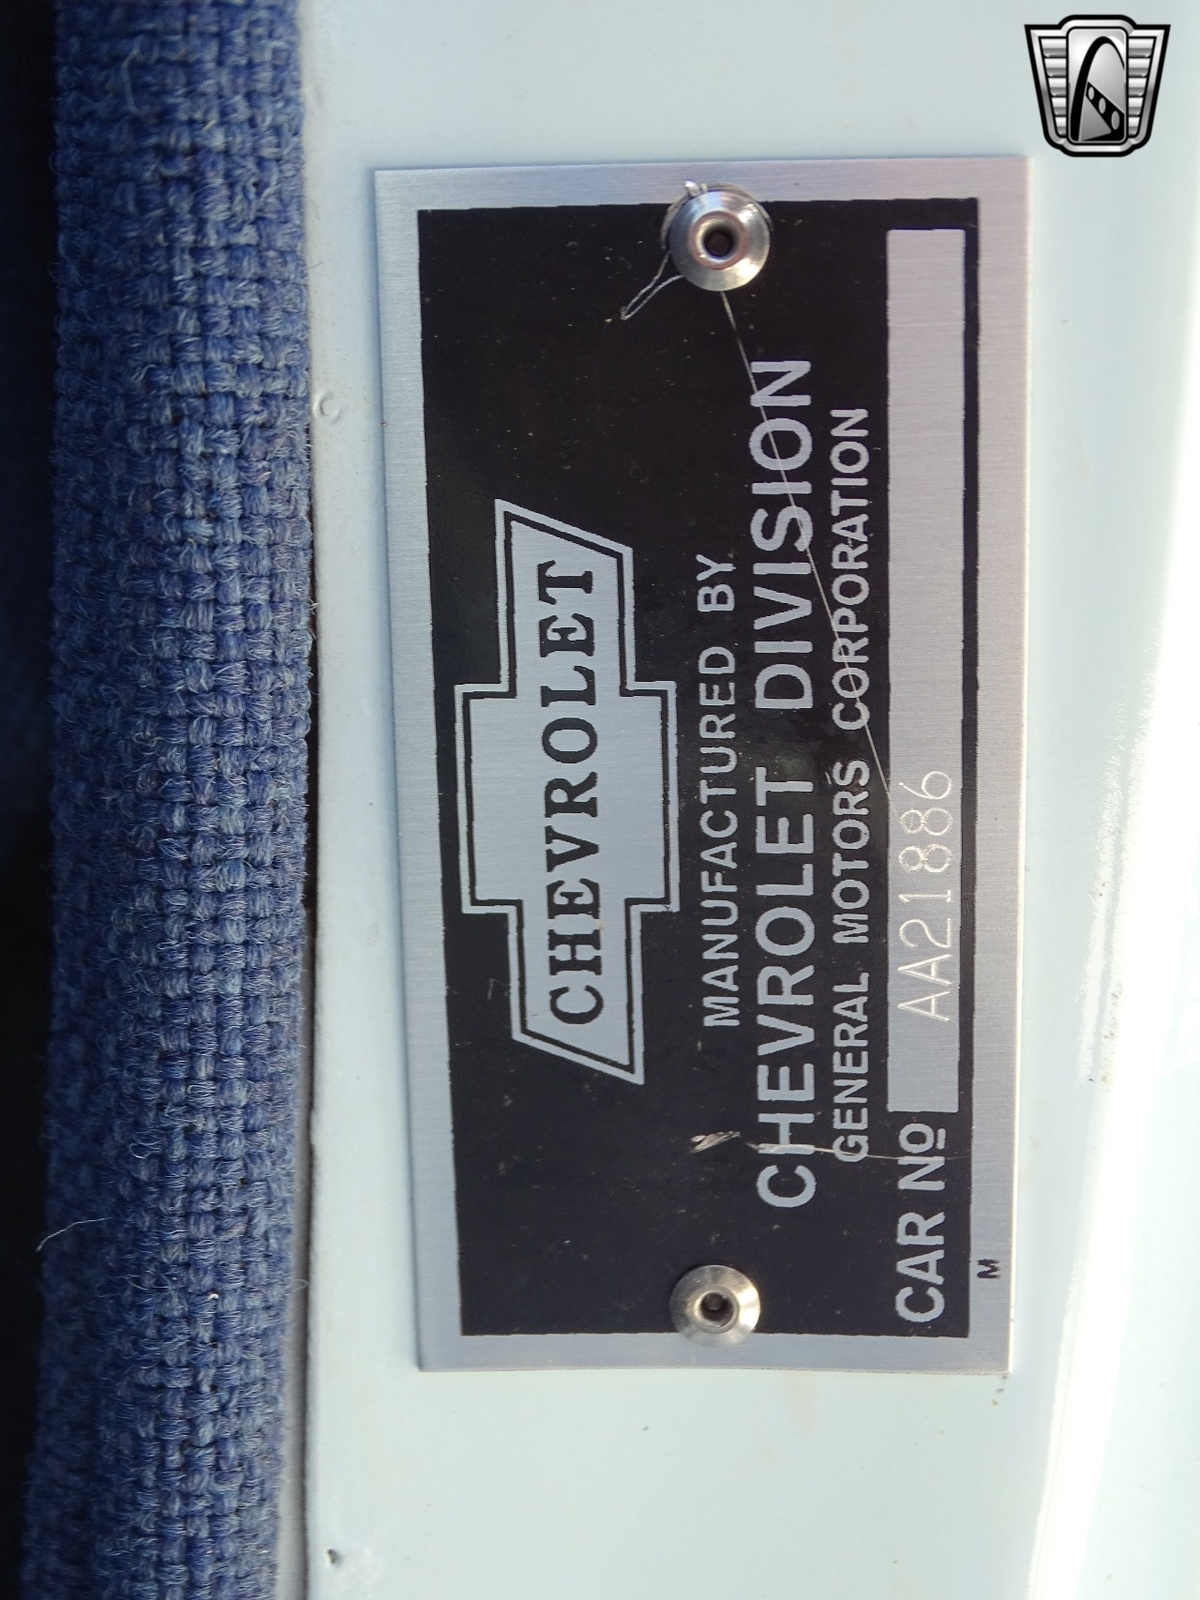 CHEVROLET
MANUFACTURED BY
CHEVROLET DIVISION
GENERAL MOTORS CORPORATION
CAR Nº AA21886
M